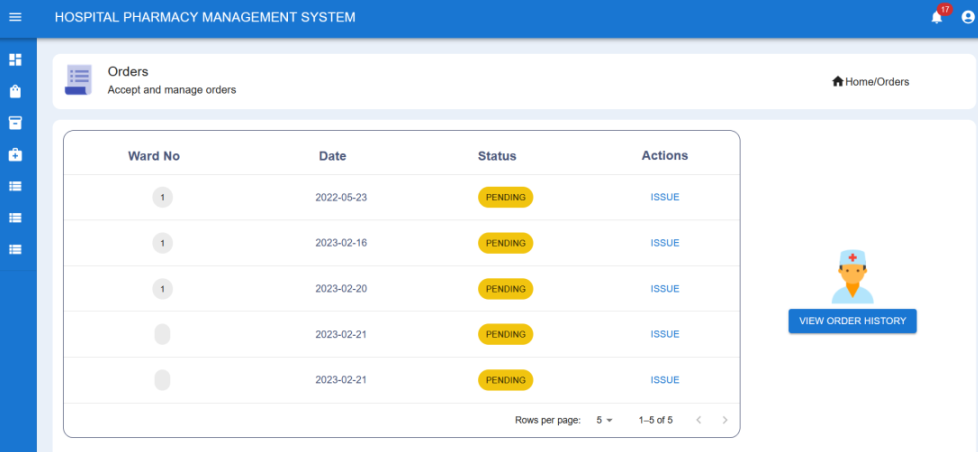 HOSPITAL PHARMACY MANAGEMENT SYSTEM
17
Orders
Accept and manage orders
Home/Orders
Ward No Date Status Actions
1 2022-05-23 PENDING ISSUE
1 2023-02-16 PENDING ISSUE
1 2023-02-20 PENDING ISSUE
2023-02-21 PENDING ISSUE
2023-02-21 PENDING ISSUE
Rows per page: 5 1–5 of 5
VIEW ORDER HISTORY